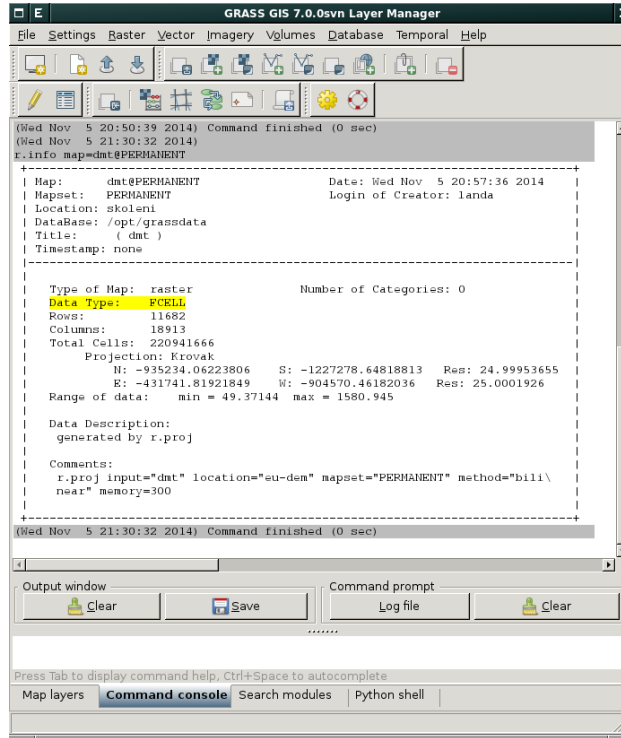 GRASS GIS 7.0.0svn Layer Manager
File Settings Raster Vector Imagery Volumes Database Temporal Help
(Wed Nov 5 20:50:39 2014) Command finished (0 sec)
(Wed Nov 5 21:30:32 2014)
r.info map=dmt@PERMANENT
+----------------------------------------------------------------------------+
| Map: dmt@PERMANENT Date: Wed Nov 5 20:57:36 2014 |
| Mapset: PERMANENT Login of Creator: landa |
| Location: skoleni |
| DataBase: /opt/grassdata |
| Title: ( dmt ) |
| Timestamp: none |
|----------------------------------------------------------------------------|
| |
| Type of Map: raster Number of Categories: 0 |
| Data Type: FCELL |
| Rows: 11682 |
| Columns: 18913 |
| Total Cells: 220941666 |
| Projection: Krovak |
| N: -935234.06223806 S: -1227278.64818813 Res: 24.99953655 |
| E: -431741.81921849 W: -904570.46182036 Res: 25.0001926 |
| Range of data: min = 49.37144 max = 1580.945 |
| |
| Data Description: |
| generated by r.proj |
| |
| Comments: |
| r.proj input="dmt" location="eu-dem" mapset="PERMANENT" method="bili\ |
| near" memory=300 |
| |
+----------------------------------------------------------------------------+
(Wed Nov 5 21:30:32 2014) Command finished (0 sec)
Output window Command prompt
Clear Save Log file Clear
Press Tab to display command help, Ctrl+Space to autocomplete
Map layers Command console Search modules Python shell